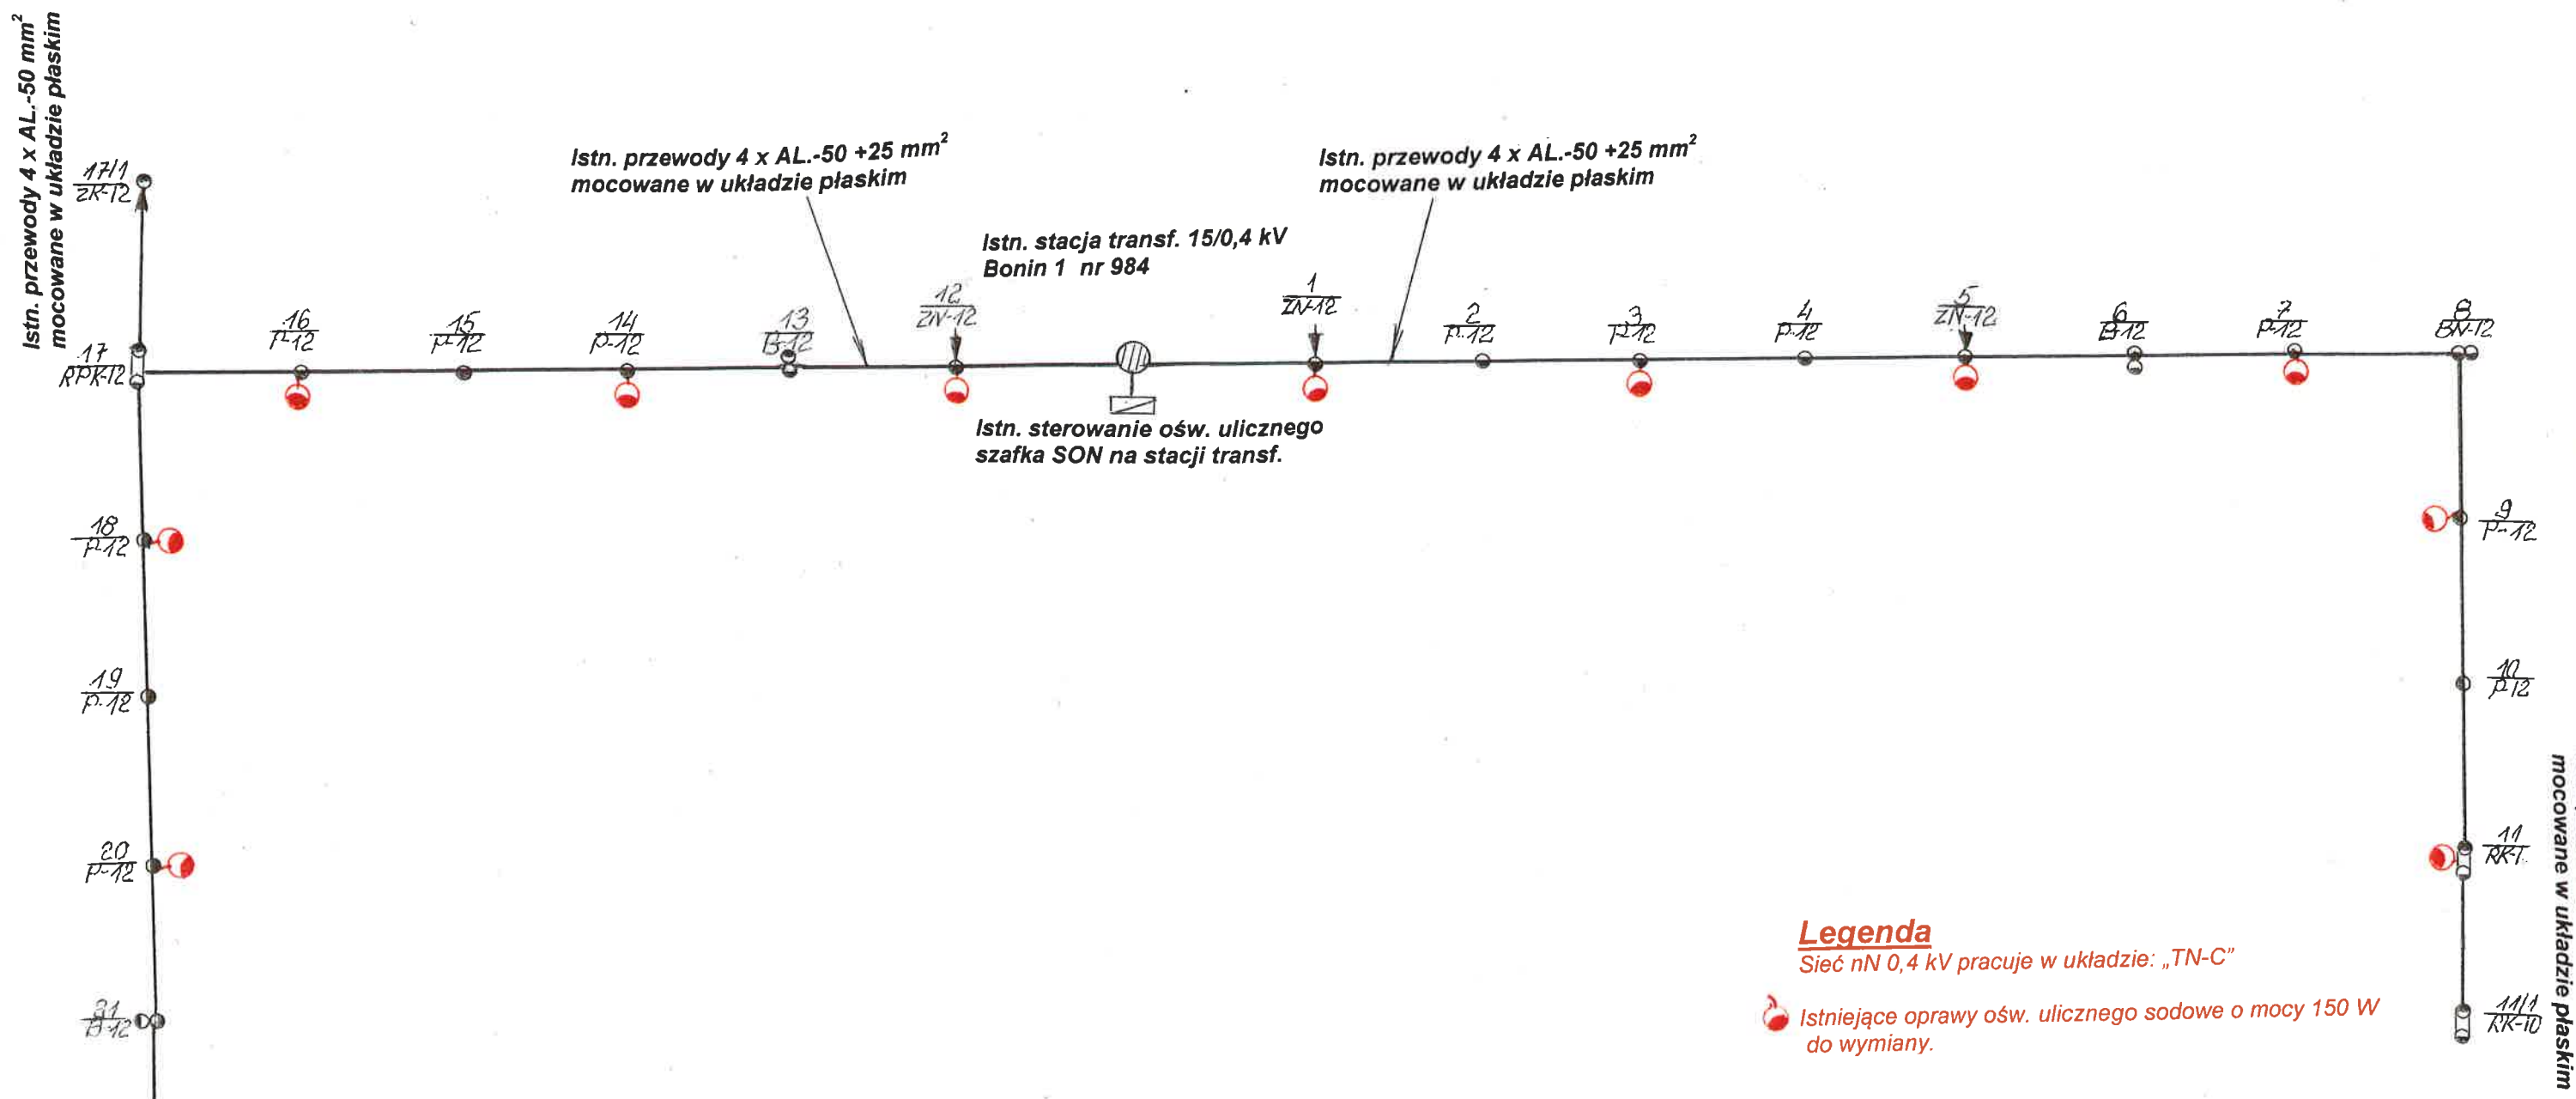 Istn. przewody 4 x AL.-50 mm²
mocowane w układzie płaskim
Istn. przewody 4 x AL.-50 +25 mm²
mocowane w układzie płaskim
Istn. przewody 4 x AL.-50 +25 mm²
mocowane w układzie płaskim
Istn. stacja transf. 15/0,4 kV
Bonin 1 nr 984
17/1
ZK-12
17
RPK-12
16
P-12
15
P-12
14
P-12
13
B-12
12
ZN-12
1
ZN-12
2
P-12
3
P-12
4
P-12
5
ZN-12
6
B-12
7
P-12
8
BN-12
Istn. sterowanie ośw. ulicznego
szafka SON na stacji transf.
18
P-12
19
P-12
20
P-12
21
B-12
9
P-12
10
P-12
11
11/1
RK-10
mocowane w układzie płaskim
Legenda
Sieć nN 0,4 kV pracuje w układzie: „TN-C”
Istniejące oprawy ośw. ulicznego sodowe o mocy 150 W
do wymiany.